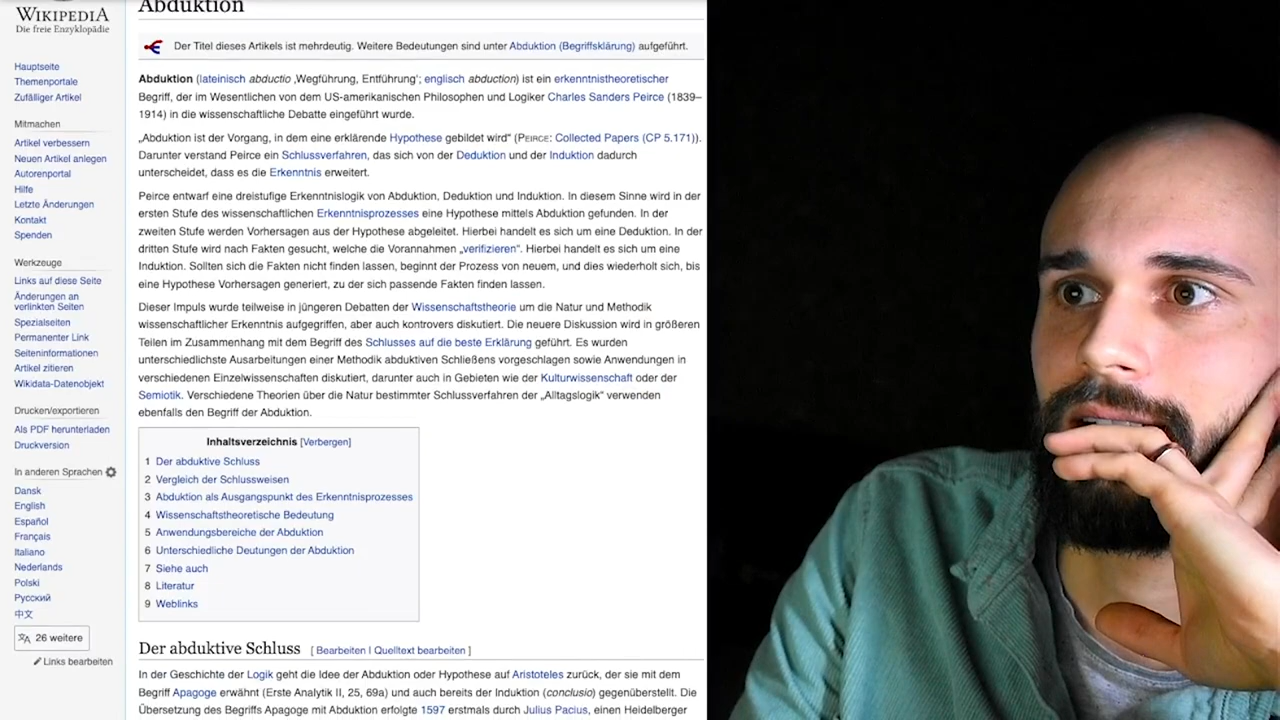 WIKIPEDIA
Die freie Enzyklopädie
Hauptseite
Themenportale
Zufälliger Artikel
Mitmachen
Artikel verbessern
Neuen Artikel anlegen
Autorenportal
Hilfe
Letzte Änderungen
Kontakt
Spenden
Werkzeuge
Links auf diese Seite
Änderungen an
verlinkten Seiten
Spezialseiten
Permanenter Link
Seiteninformationen
Artikel zitieren
Wikidata-Datenobjekt
Drucken/exportieren
Als PDF herunterladen
Druckversion
In anderen Sprachen
Dansk
English
Español
Français
Italiano
Nederlands
Polski
Русский
中文
26 weitere
Links bearbeiten
Abduktion
Der Titel dieses Artikels ist mehrdeutig. Weitere Bedeutungen sind unter Abduktion (Begriffsklärung) aufgeführt.
Abduktion (lateinisch abductio ‚Wegführung, Entführung‘; englisch abduction) ist ein erkenntnistheoretischer
Begriff, der im Wesentlichen von dem US-amerikanischen Philosophen und Logiker Charles Sanders Peirce (1839–
1914) in die wissenschaftliche Debatte eingeführt wurde.
„Abduktion ist der Vorgang, in dem eine erklärende Hypothese gebildet wird“ (PEIRCE: Collected Papers (CP 5.171)).
Darunter verstand Peirce ein Schlussverfahren, das sich von der Deduktion und der Induktion dadurch
unterscheidet, dass es die Erkenntnis erweitert.
Peirce entwarf eine dreistufige Erkenntnislogik von Abduktion, Deduktion und Induktion. In diesem Sinne wird in der
ersten Stufe des wissenschaftlichen Erkenntnisprozesses eine Hypothese mittels Abduktion gefunden. In der
zweiten Stufe werden Vorhersagen aus der Hypothese abgeleitet. Hierbei handelt es sich um eine Deduktion. In der
dritten Stufe wird nach Fakten gesucht, welche die Vorannahmen „verifizieren“. Hierbei handelt es sich um eine
Induktion. Sollten sich die Fakten nicht finden lassen, beginnt der Prozess von neuem, und dies wiederholt sich, bis
eine Hypothese Vorhersagen generiert, zu der sich passende Fakten finden lassen.
Dieser Impuls wurde teilweise in jüngeren Debatten der Wissenschaftstheorie um die Natur und Methodik
wissenschaftlicher Erkenntnis aufgegriffen, aber auch kontrovers diskutiert. Die neuere Diskussion wird in größeren
Teilen im Zusammenhang mit dem Begriff des Schlusses auf die beste Erklärung geführt. Es wurden
unterschiedlichste Ausarbeitungen einer Methodik abduktiven Schließens vorgeschlagen sowie Anwendungen in
verschiedenen Einzelwissenschaften diskutiert, darunter auch in Gebieten wie der Kulturwissenschaft oder der
Semiotik. Verschiedene Theorien über die Natur bestimmter Schlussverfahren der „Alltagslogik“ verwenden
ebenfalls den Begriff der Abduktion.
Inhaltsverzeichnis [Verbergen]
1 Der abduktive Schluss
2 Vergleich der Schlussweisen
3 Abduktion als Ausgangspunkt des Erkenntnisprozesses
4 Wissenschaftstheoretische Bedeutung
5 Anwendungsbereiche der Abduktion
6 Unterschiedliche Deutungen der Abduktion
7 Siehe auch
8 Literatur
9 Weblinks
Der abduktive Schluss [ Bearbeiten | Quelltext bearbeiten ]
In der Geschichte der Logik geht die Idee der Abduktion oder Hypothese auf Aristoteles zurück, der sie mit dem
Begriff Apagoge erwähnt (Erste Analytik II, 25, 69a) und auch bereits der Induktion (conclusio) gegenüberstellt. Die
Übersetzung des Begriffs Apagoge mit Abduktion erfolgte 1597 erstmals durch Julius Pacius, einen Heidelberger